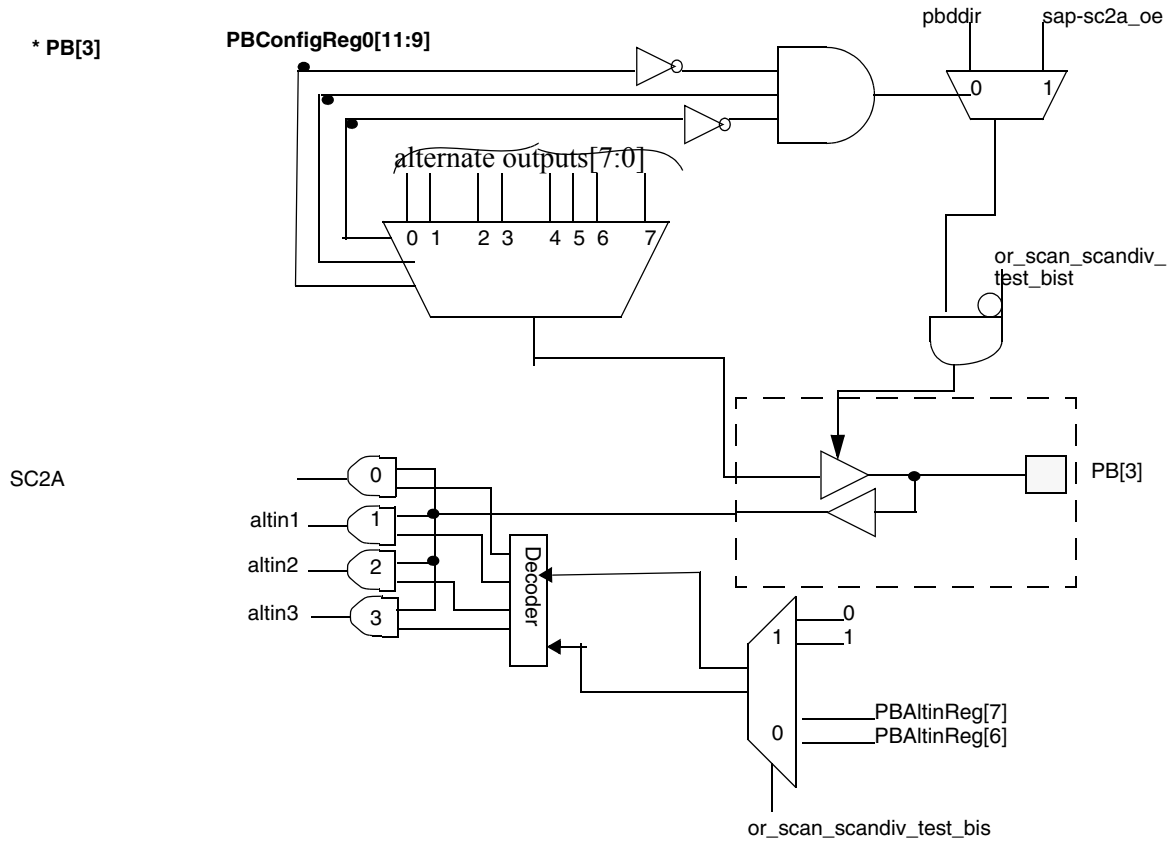 pbddir sap-sc2a_oe
* PB[3] PBConfigReg0[11:9]
0 1
alternate outputs[7:0]
0 1 2 3 4 5 6 7
or_scan_scandiv_
test_bist
SC2A 0 PB[3]
altin1 1
altin2 2
altin3 3
Decoder
0
1 1
PBAltinReg[7]
0 PBAltinReg[6]
or_scan_scandiv_test_bis